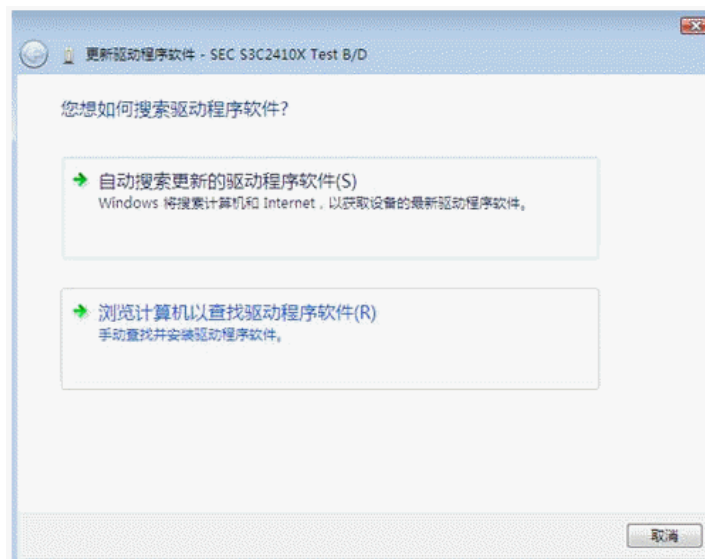 更新驱动程序软件 - SEC S3C2410X Test B/D
您想如何搜索驱动程序软件?
自动搜索更新的驱动程序软件(S)
Windows 将搜索计算机和 Internet，以获取设备的最新驱动程序软件。
浏览计算机以查找驱动程序软件(R)
手动查找并安装驱动程序软件。
取消